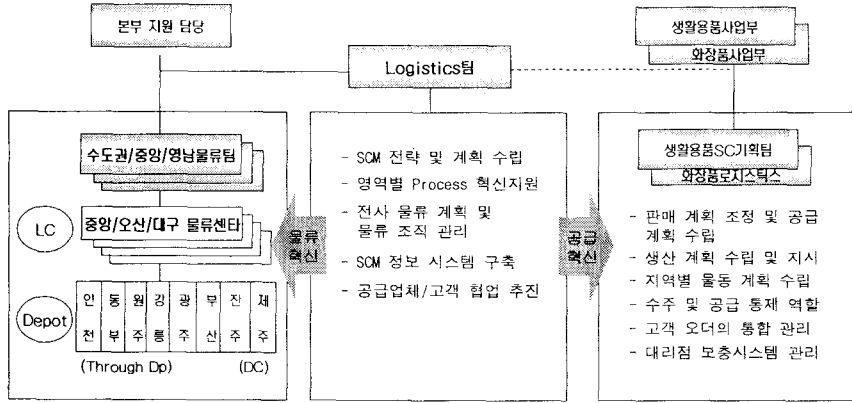 본부 지원 담당
생활용품사업부
화장품사업부
Logistics팀
수도권/중앙/영남물류팀
LC
중앙/오산/대구 물류센타
Depot
인천
동부
원주
강릉
광주
부산
진주
제주
(Through Dp)
(DC)
물류
혁신
- SCM 전략 및 계획 수립
- 영역별 Process 혁신지원
- 전사 물류 계획 및
물류 조직 관리
- SCM 정보 시스템 구축
- 공급업체/고객 협업 추진
공급
혁신
생활용품SC기획팀
화장품로지스틱스
- 판매 계획 조정 및 공급
계획 수립
- 생산 계획 수립 및 지시
- 지역별 물동 계획 수립
- 수주 및 공급 통제 역할
- 고객 오더의 통합 관리
- 대리점 보충시스템 관리